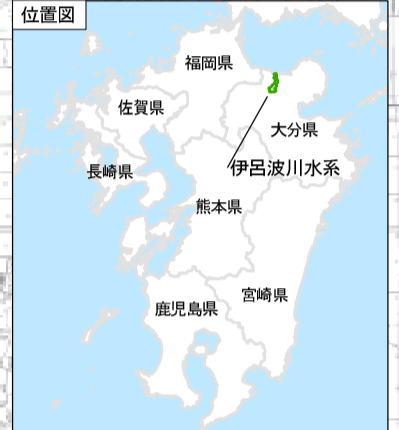 位置図
福岡県
佐賀県
大分県
長崎県
伊呂波川水系
熊本県
宮崎県
鹿児島県